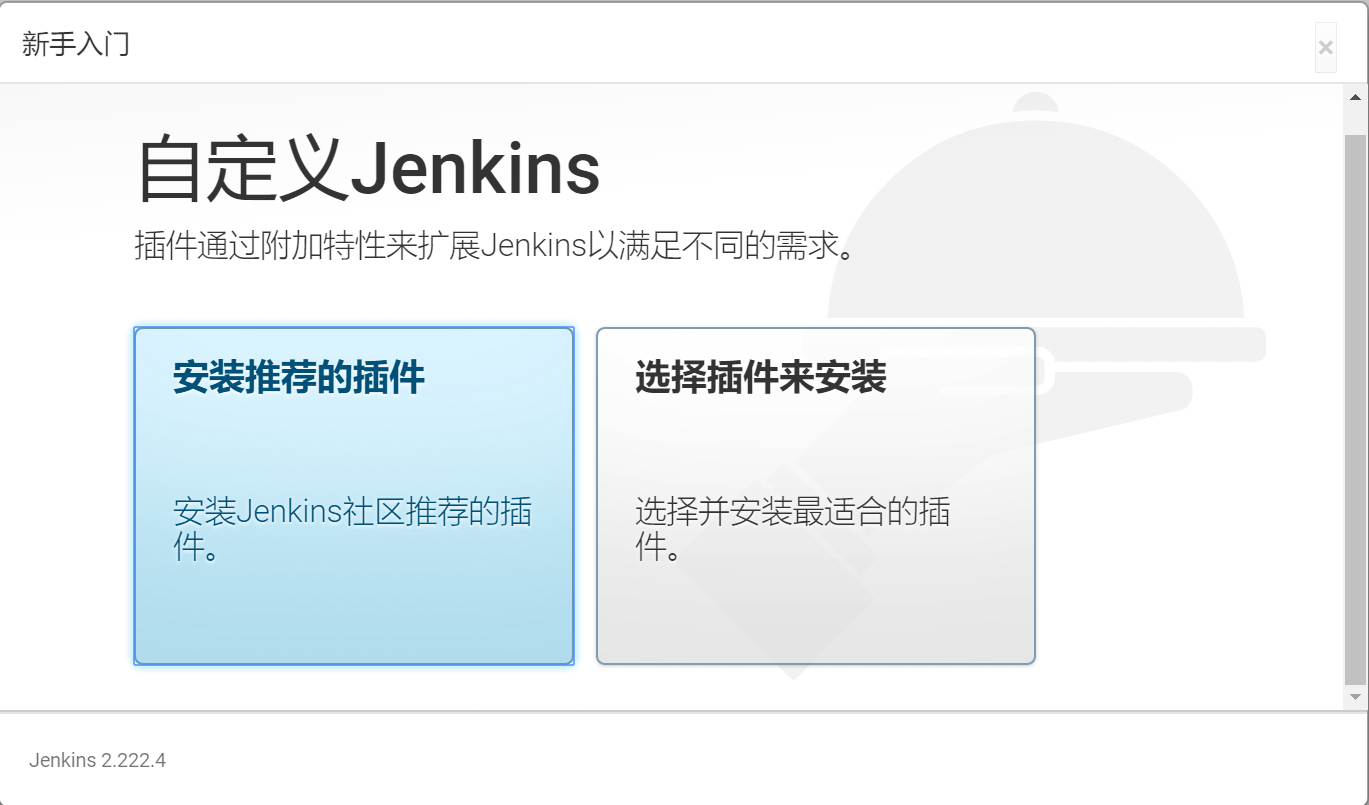 新手入门
×
自定义Jenkins
插件通过附加特性来扩展Jenkins以满足不同的需求。
安装推荐的插件
安装Jenkins社区推荐的插
件。
选择插件来安装
选择并安装最适合的插
件。
Jenkins 2.222.4